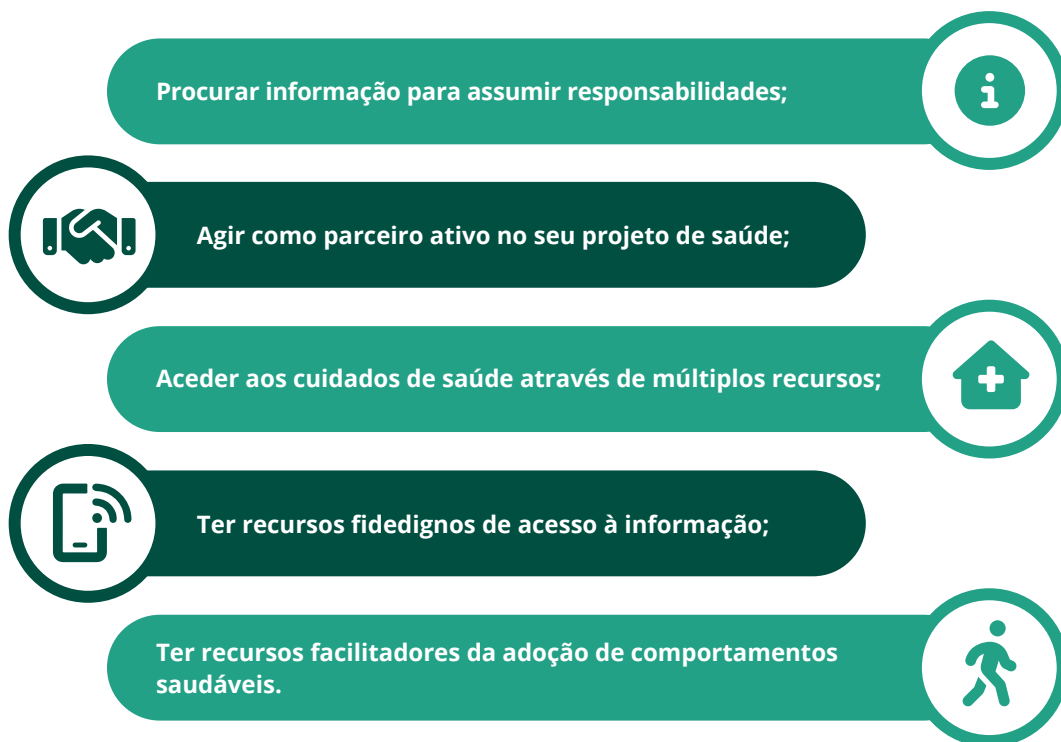 Procurar informação para assumir responsabilidades;
Agir como parceiro ativo no seu projeto de saúde;
Aceder aos cuidados de saúde através de múltiplos recursos;
Ter recursos fidedignos de acesso à informação;
Ter recursos facilitadores da adoção de comportamentos
saudáveis.